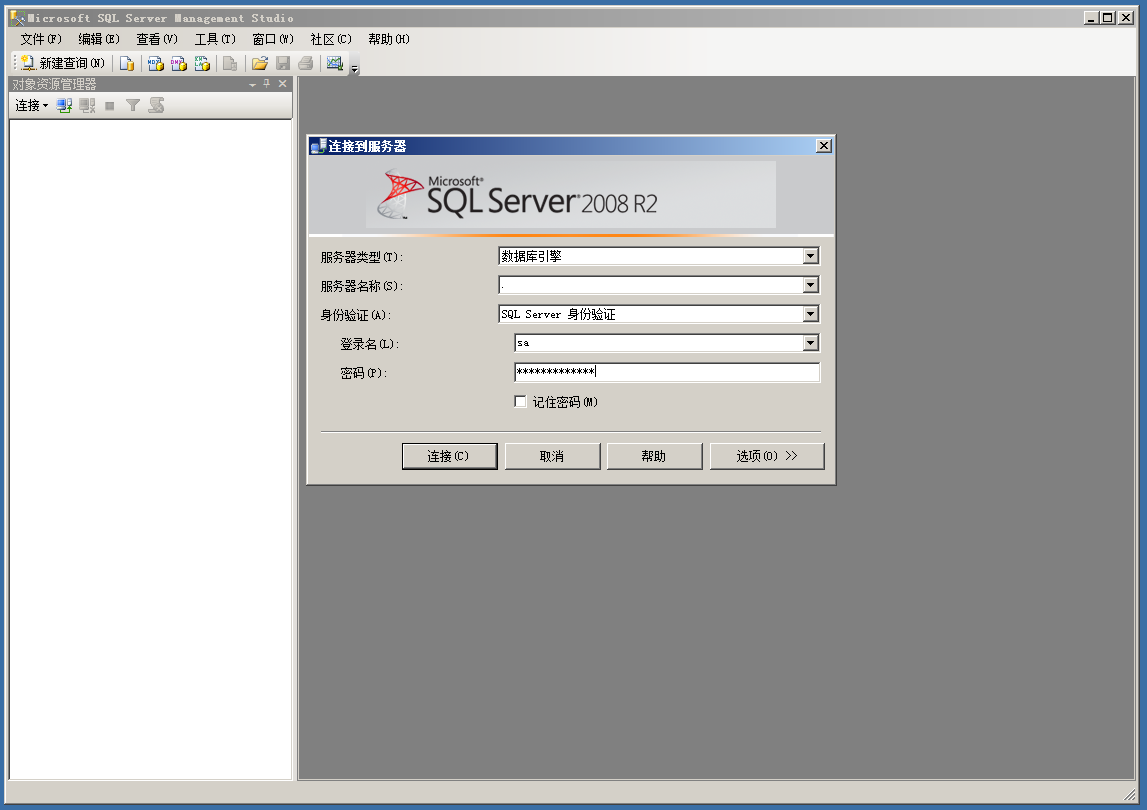 Microsoft SQL Server Management Studio
文件(F) 编辑(E) 查看(V) 工具(T) 窗口(W) 社区(C) 帮助(H)
新建查询(N)
对象资源管理器
连接
连接到服务器
Microsoft®
SQL Server® 2008 R2
服务器类型(T): 数据库引擎
服务器名称(S): .
身份验证(A): SQL Server 身份验证
登录名(L): sa
密码(P): *************
记住密码(M)
连接(C) 取消 帮助 选项(O) >>